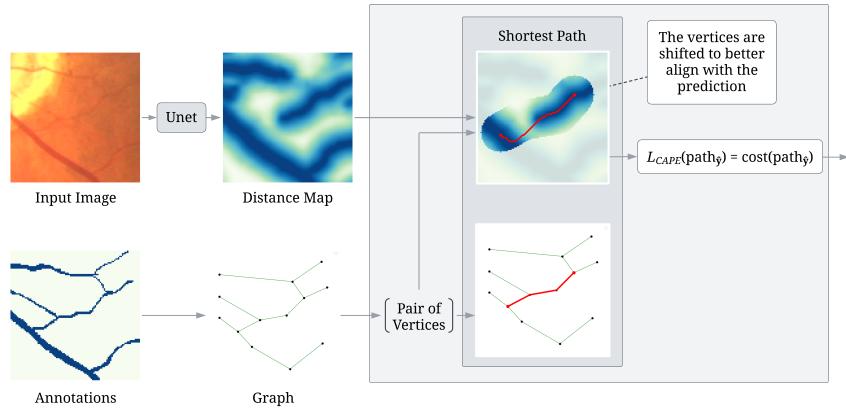 Shortest Path
The vertices are
shifted to better
align with the
prediction
Unet
Input Image
Distance Map
L_CAPE(path_ŷ) = cost(path_ŷ)
Pair of
Vertices
Annotations
Graph